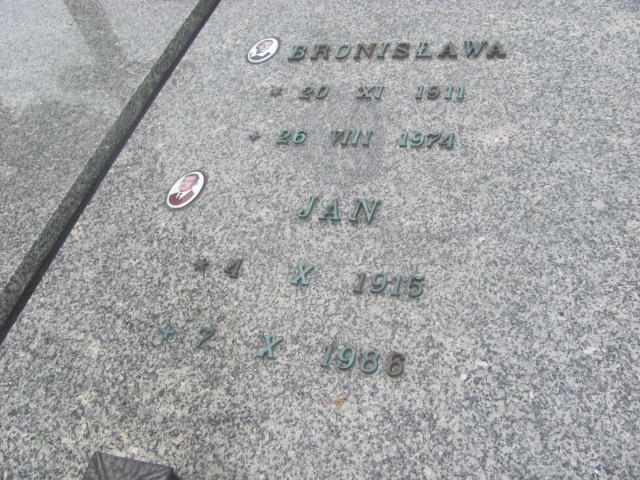 BRONISŁAWA
* 20 XI 1911
+ 26 VIII 1974
JAN
* 4 X 1915
+ 7 X 1986